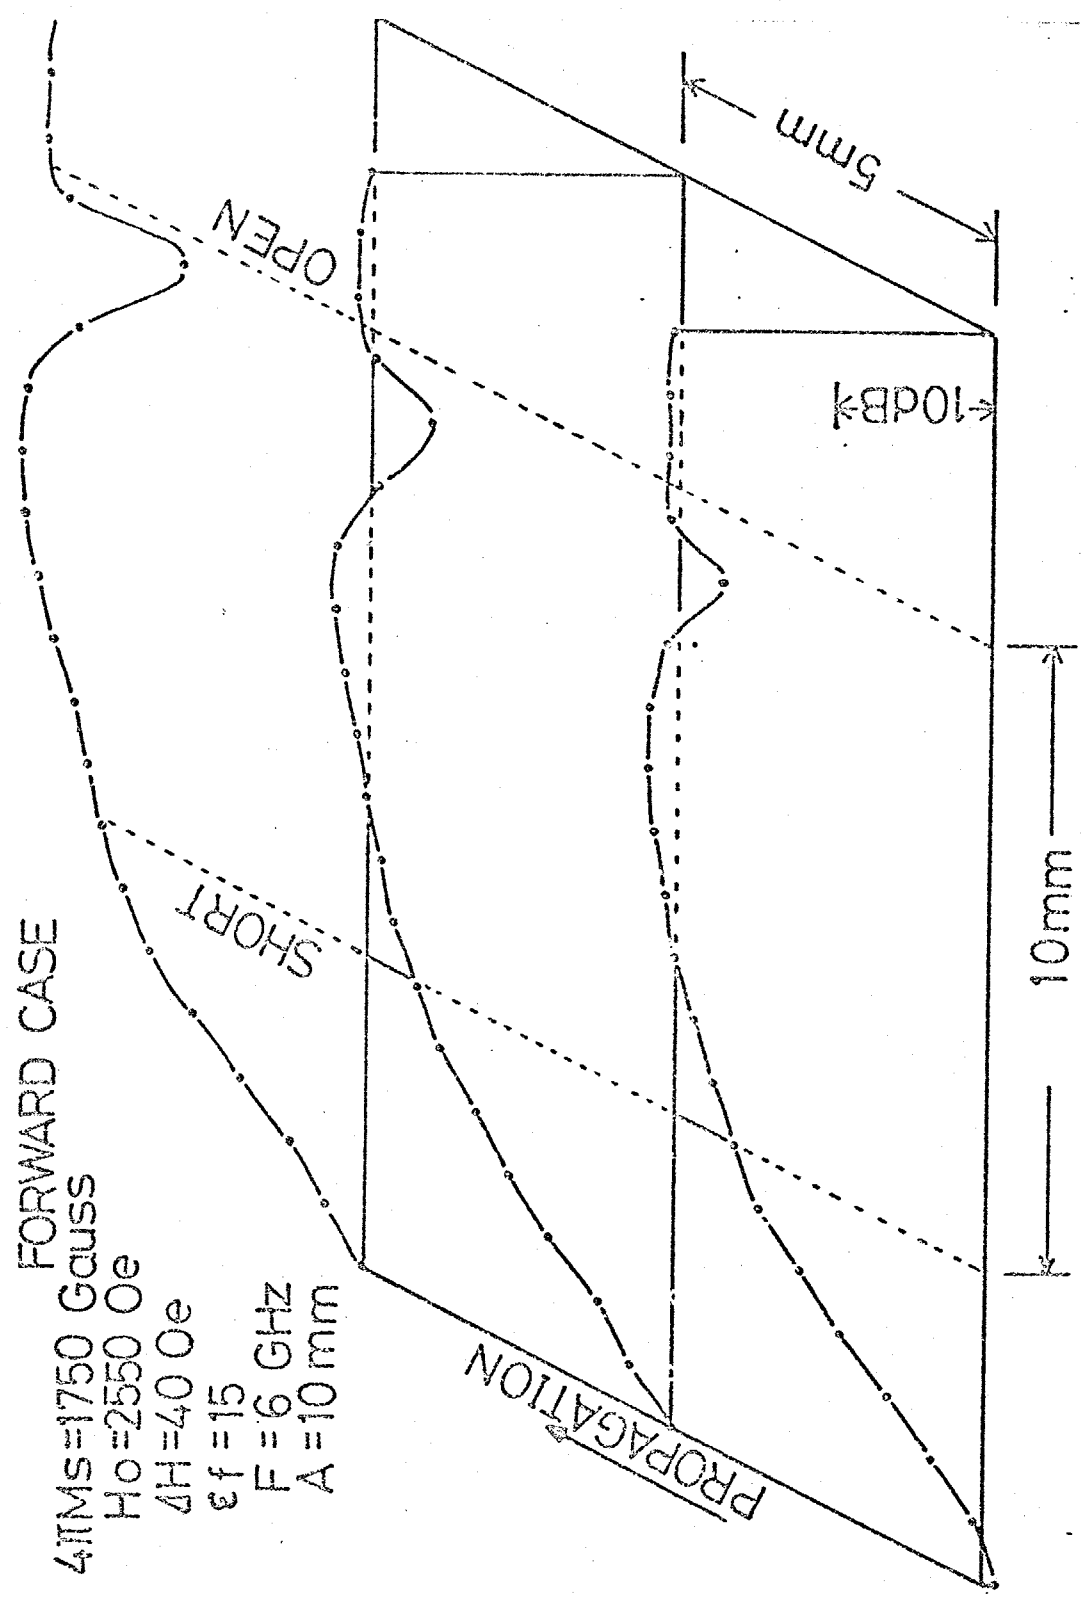 FORWARD CASE
4πMs=1750 Gauss
Ho=2550 Oe
ΔH=40 Oe
εf=15
F=6 GHz
A=10mm
SHORT
OPEN
PROPAGATION
10dB
5mm
10mm